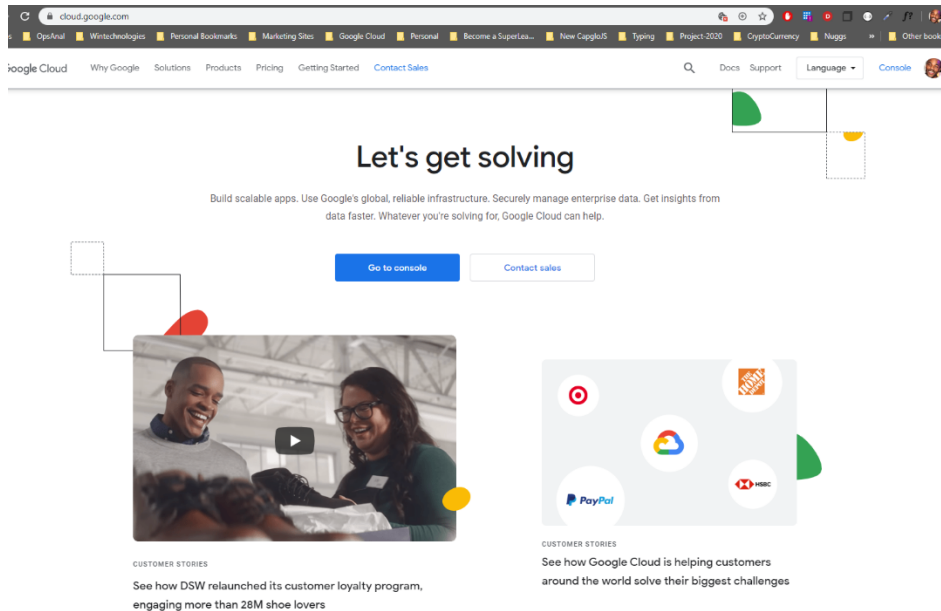 cloud.google.com
OpsAnal Wintechnologies Personal Bookmarks Marketing Sites Google Cloud Personal Become a SuperLea... New CapgloJS Typing Project-2020 CryptoCurrency Nuggs » Other book
Google Cloud Why Google Solutions Products Pricing Getting Started Contact Sales Docs Support Language Console
Let's get solving
Build scalable apps. Use Google's global, reliable infrastructure. Securely manage enterprise data. Get insights from
data faster. Whatever you're solving for, Google Cloud can help.
Go to console Contact sales
THE HOME DEPOT
PayPal
HSBC
CUSTOMER STORIES
See how DSW relaunched its customer loyalty program,
engaging more than 28M shoe lovers
CUSTOMER STORIES
See how Google Cloud is helping customers
around the world solve their biggest challenges